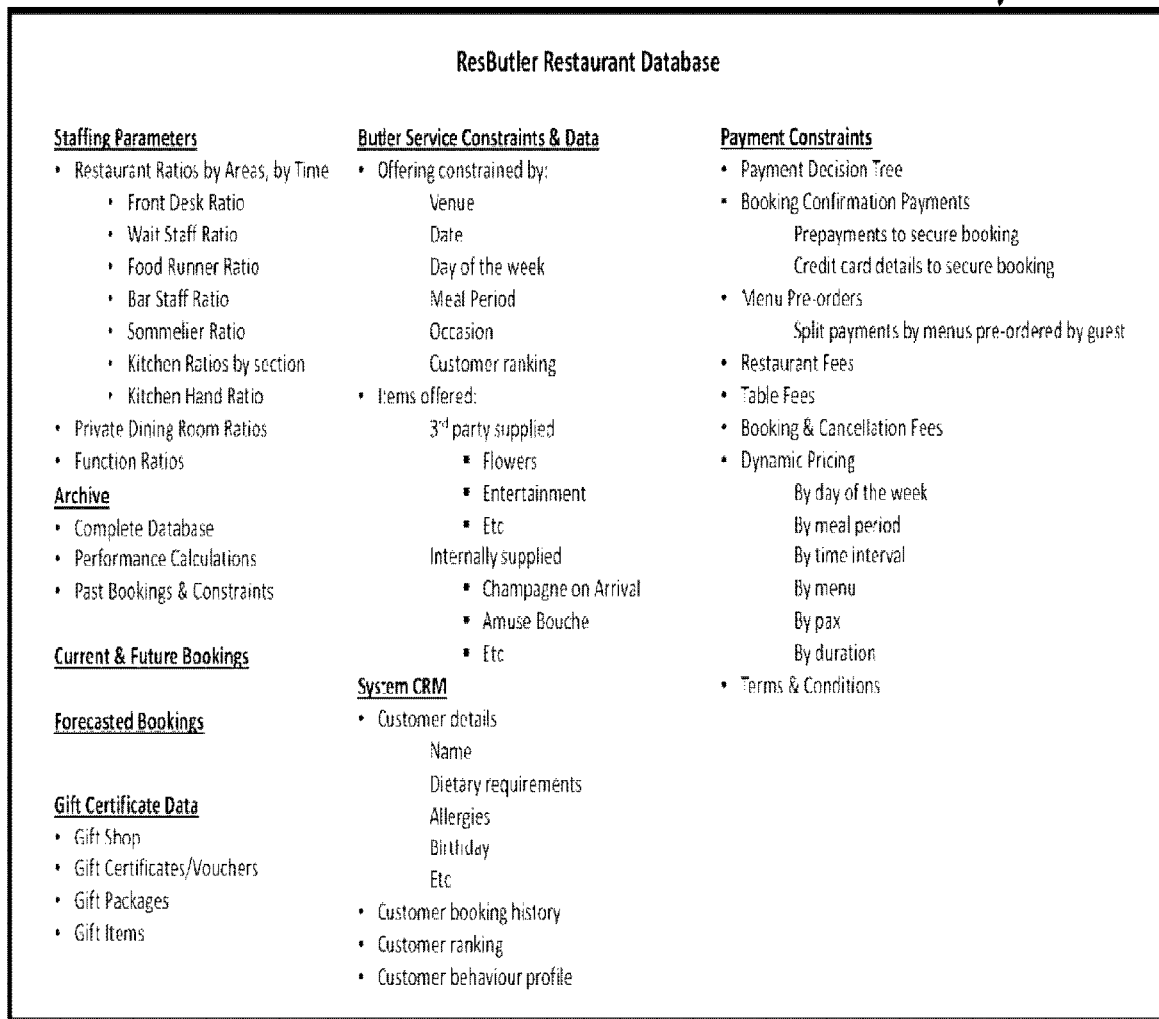 ResButler Restaurant Database
Staffing Parameters
• Restaurant Ratios by Areas, by Time
• Front Desk Ratio
• Wait Staff Ratio
• Food Runner Ratio
• Bar Staff Ratio
• Sommelier Ratio
• Kitchen Ratios by section
• Kitchen Hand Ratio
• Private Dining Room Ratios
• Function Ratios
Archive
• Complete Database
• Performance Calculations
• Past Bookings & Constraints
Current & Future Bookings
Forecasted Bookings
Gift Certificate Data
• Gift Shop
• Gift Certificates/Vouchers
• Gift Packages
• Gift Items
Butler Service Constraints & Data
• Offering constrained by:
Venue
Date
Day of the week
Meal Period
Occasion
Customer ranking
• Items offered:
3rd party supplied
▪ Flowers
▪ Entertainment
▪ Etc
Internally supplied
▪ Champagne on Arrival
▪ Amuse Bouche
▪ Etc
System CRM
• Customer details
Name
Dietary requirements
Allergies
Birthday
Etc
• Customer booking history
• Customer ranking
• Customer behaviour profile
Payment Constraints
• Payment Decision Tree
• Booking Confirmation Payments
Prepayments to secure booking
Credit card details to secure booking
• Menu Pre-orders
Split payments by menus pre-ordered by guest
• Restaurant Fees
• Table Fees
• Booking & Cancellation Fees
• Dynamic Pricing
By day of the week
By meal period
By time interval
By menu
By pax
By duration
• Terms & Conditions